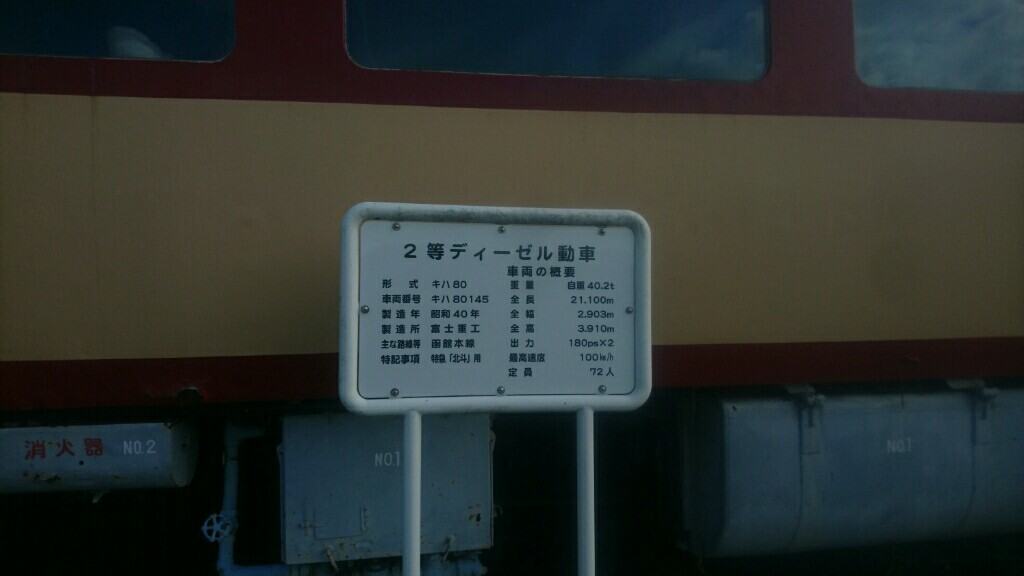 2等ディーゼル動車
車両の概要
形 式 キハ80
車両番号 キハ80145
製造年 昭和40年
製造所 富士重工
主な路線等 函館本線
特記事項 特急「北斗」用
重量 自重40.2t
全長 21.100m
全幅 2.903m
全高 3.910m
出力 180ps×2
最高速度 100㎞/h
定員 72人
消火器 NO.2
NO.1
NO.1